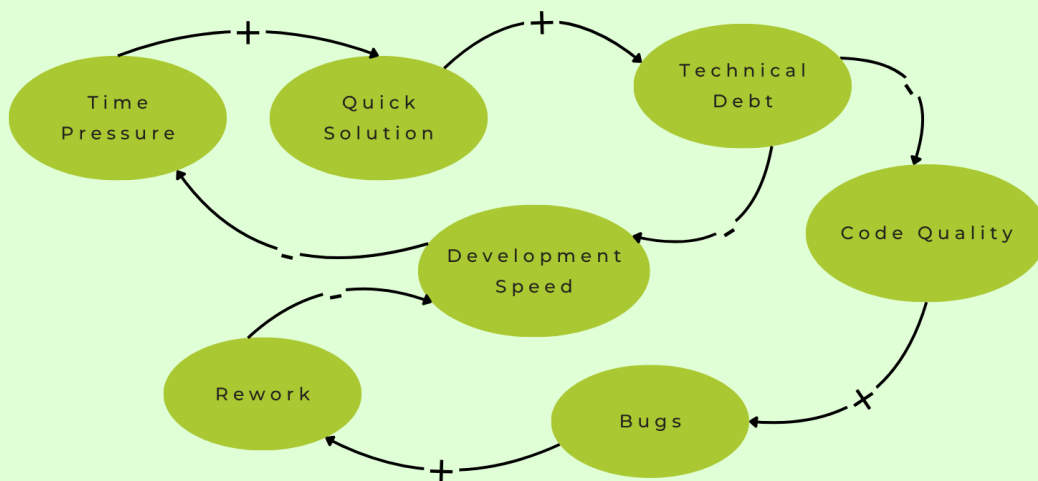 Time
Pressure
+
Quick
Solution
+
Technical
Debt
-
Code Quality
+
Bugs
+
Rework
-
Development
Speed
-
-